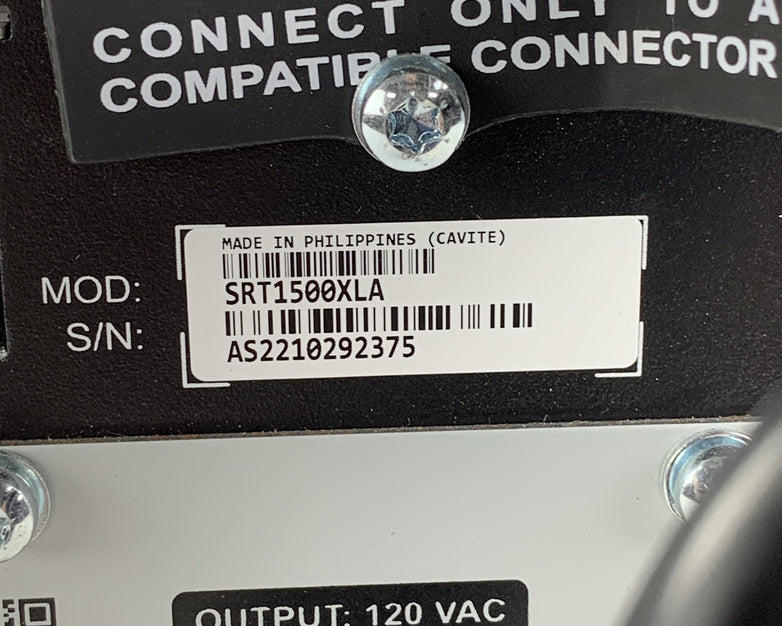 CONNECT ONLY TO A
COMPATIBLE CONNECTOR
MADE IN PHILIPPINES (CAVITE)
MOD:
SRT1500XLA
S/N:
AS2210292375
OUTPUT: 120 VAC